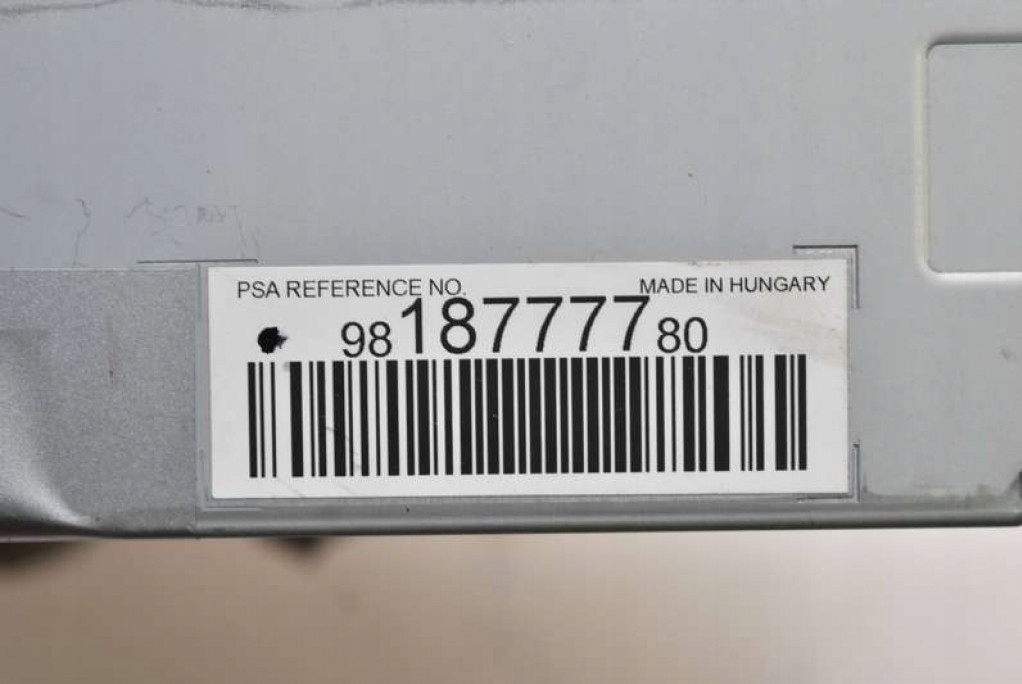 PSA REFERENCE NO. MADE IN HUNGARY
9818777780